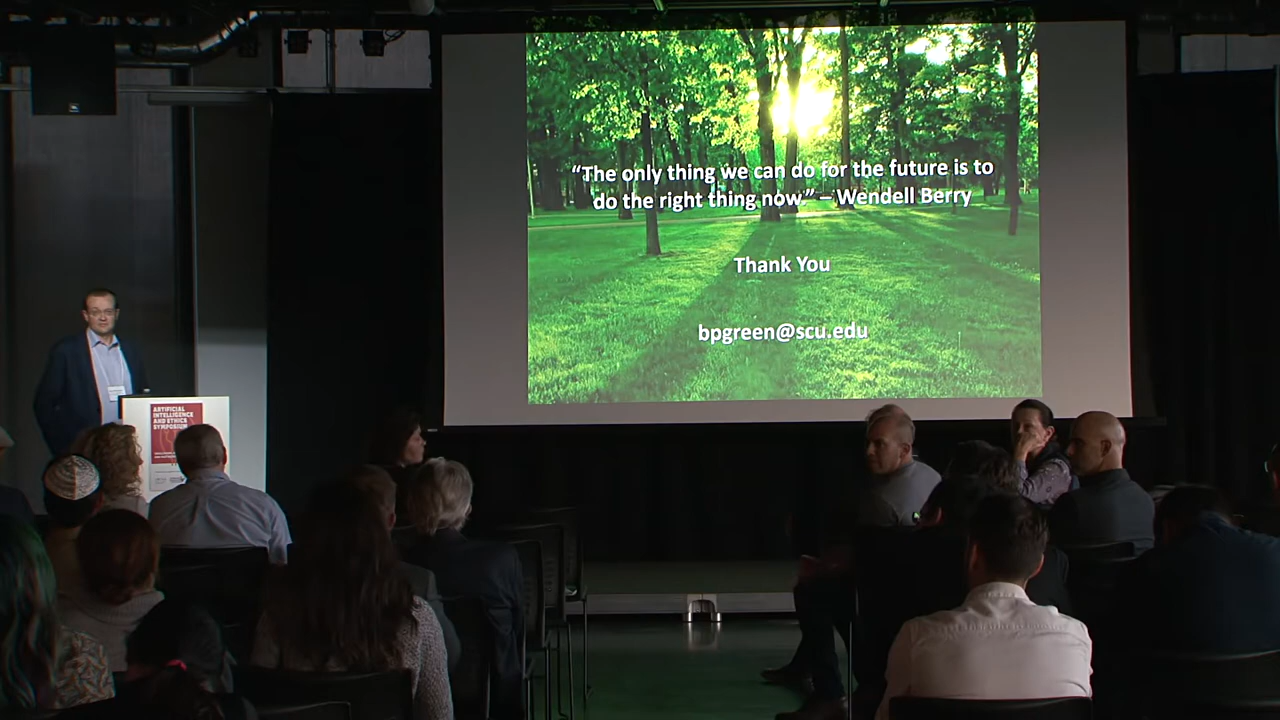 “The only thing we can do for the future is to
do the right thing now.” – Wendell Berry
Thank You
bpgreen@scu.edu
ARTIFICIAL
INTELLIGENCE
AND ETHICS
SYMPOSIUM